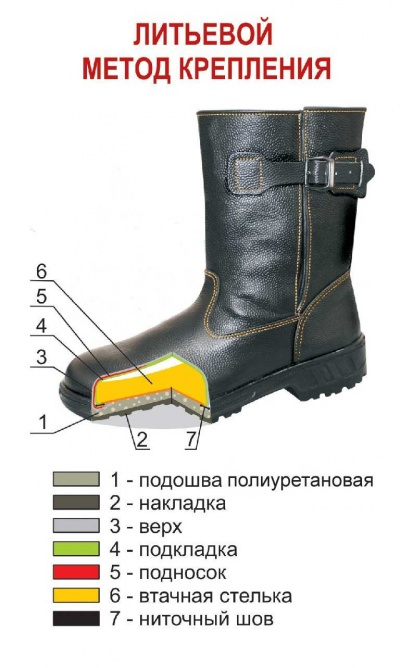 ЛИТЬЕВОЙ
МЕТОД КРЕПЛЕНИЯ
6
5
4
3
1
2
7
1 - подошва полиуретановая
2 - накладка
3 - верх
4 - подкладка
5 - подносок
6 - втачная стелька
7 - ниточный шов